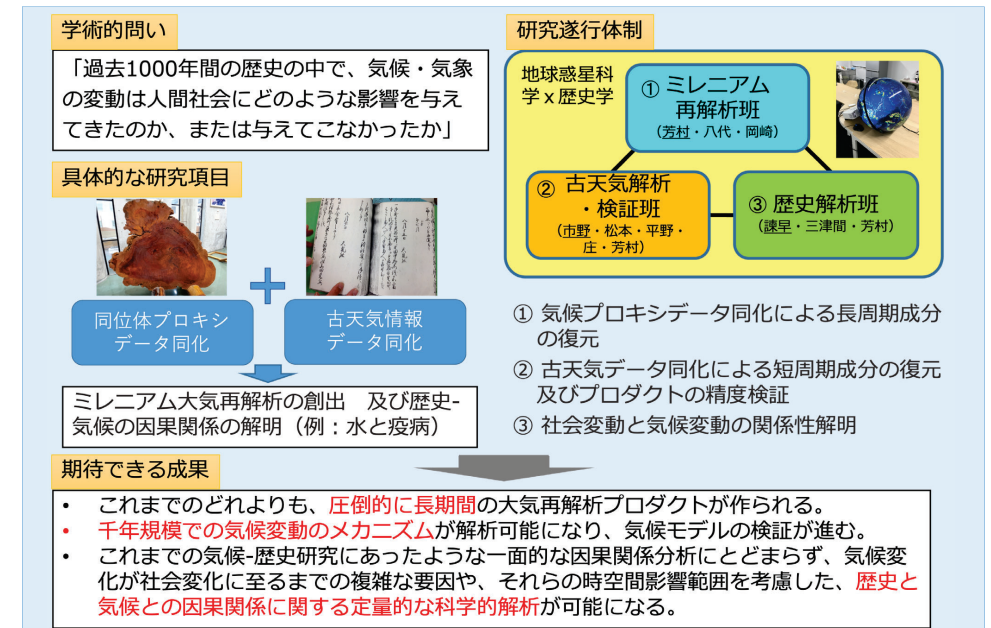 学術的問い
「過去1000年間の歴史の中で、気候・気象
の変動は人間社会にどのような影響を与え
てきたのか、または与えてこなかったか」
具体的な研究項目
同位体プロキシ
データ同化
古天気情報
データ同化
ミレニアム大気再解析の創出　及び歴史-
気候の因果関係の解明（例：水と疫病）
研究遂行体制
地球惑星科
学ｘ歴史学
① ミレニアム
再解析班
（芳村・八代・岡崎）
② 古天気解析
・検証班
（市野・松本・平野・
庄・芳村）
③ 歴史解析班
（諫早・三津間・芳村）
① 気候プロキシデータ同化による長周期成分
の復元
② 古天気データ同化による短周期成分の復元
及びプロダクトの精度検証
③ 社会変動と気候変動の関係性解明
期待できる成果
• これまでのどれよりも、圧倒的に長期間の大気再解析プロダクトが作られる。
• 千年規模での気候変動のメカニズムが解析可能になり、気候モデルの検証が進む。
• これまでの気候-歴史研究にあったような一面的な因果関係分析にとどまらず、気候変
化が社会変化に至るまでの複雑な要因や、それらの時空間影響範囲を考慮した、歴史と
気候との因果関係に関する定量的な科学的解析が可能になる。